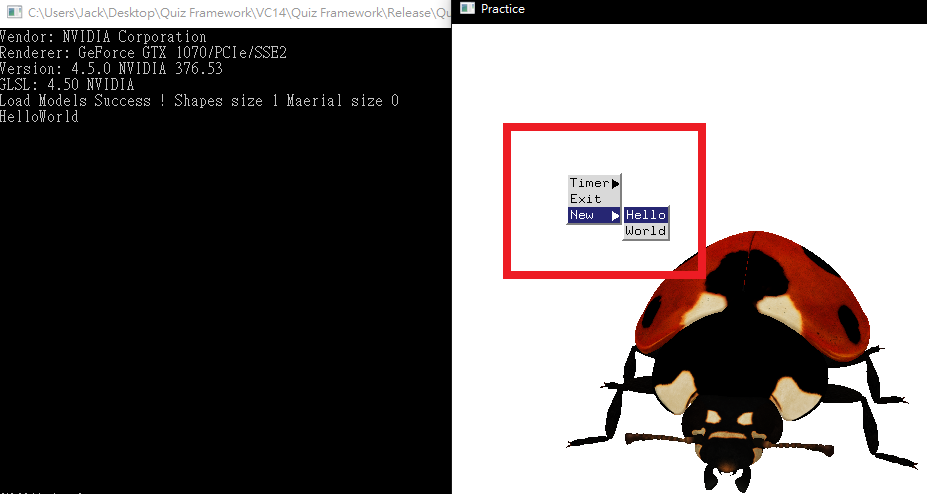 C:\Users\Jack\Desktop\Quiz Framework\VC14\Quiz Framework\Release\Qu
Vendor: NVIDIA Corporation
Renderer: GeForce GTX 1070/PCIe/SSE2
Version: 4.5.0 NVIDIA 376.53
GLSL: 4.50 NVIDIA
Load Models Success ! Shapes size 1 Maerial size 0
HelloWorld
Practice
Timer
Exit
New
Hello
World